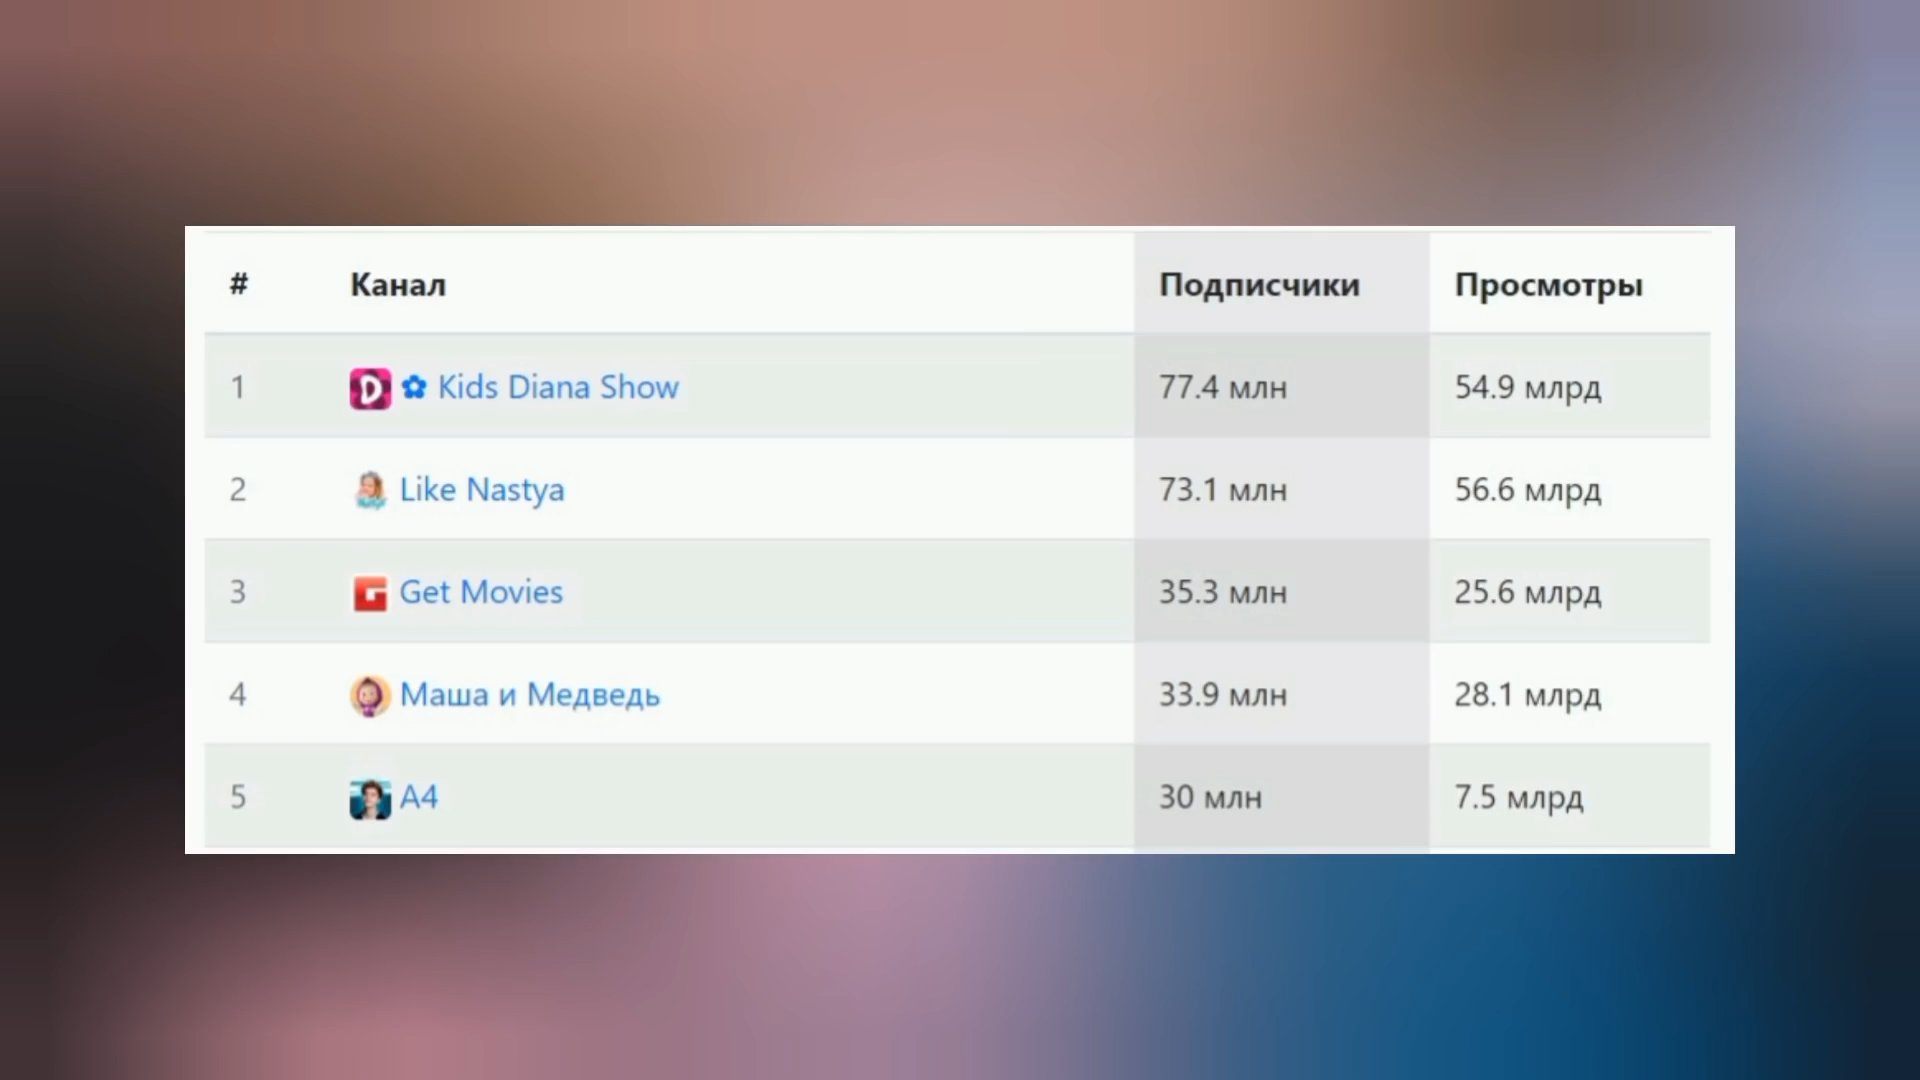 # Канал Подписчики Просмотры
1 ✿ Kids Diana Show 77.4 млн 54.9 млрд
2 Like Nastya 73.1 млн 56.6 млрд
3 Get Movies 35.3 млн 25.6 млрд
4 Маша и Медведь 33.9 млн 28.1 млрд
5 A4 30 млн 7.5 млрд